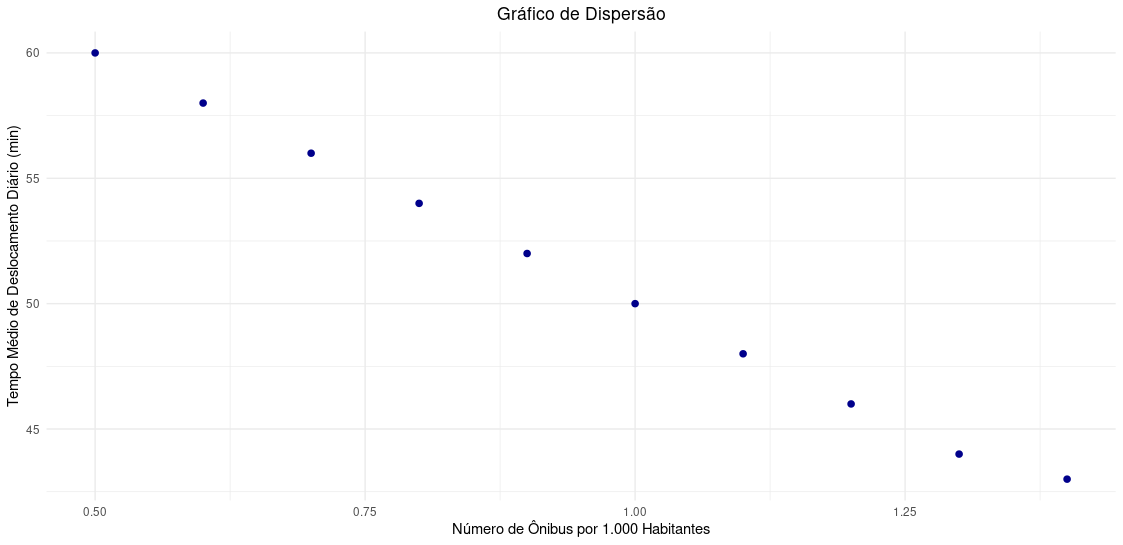 Gráfico de Dispersão
Tempo Médio de Deslocamento Diário (min)
60
55
50
45
0.50 0.75 1.00 1.25
Número de Ônibus por 1.000 Habitantes